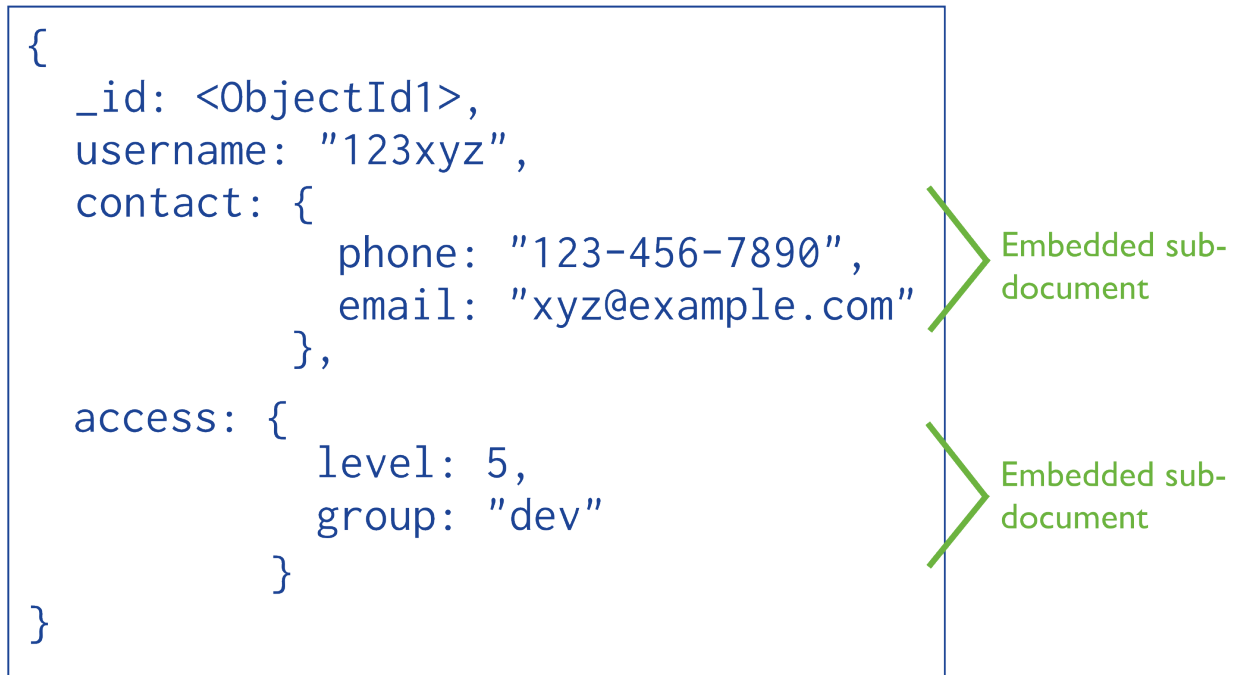 {
_id: <ObjectId1>,
username: "123xyz",
contact: {
phone: "123-456-7890",
email: "xyz@example.com"
},
access: {
level: 5,
group: "dev"
}
}
Embedded sub-
document
Embedded sub-
document